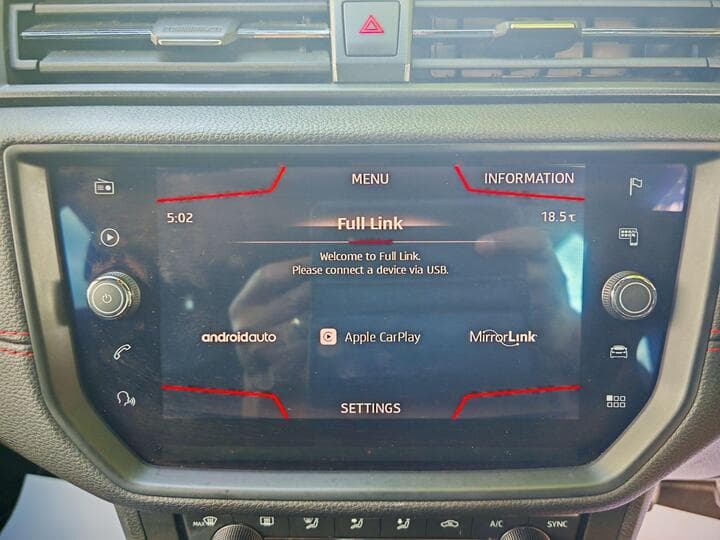 MENU
INFORMATION
5:02
Full Link
18.5℃
Welcome to Full Link.
Please connect a device via USB.
androidauto
Apple CarPlay
MirrorLink
SETTINGS
MAX
A/C
SYNC